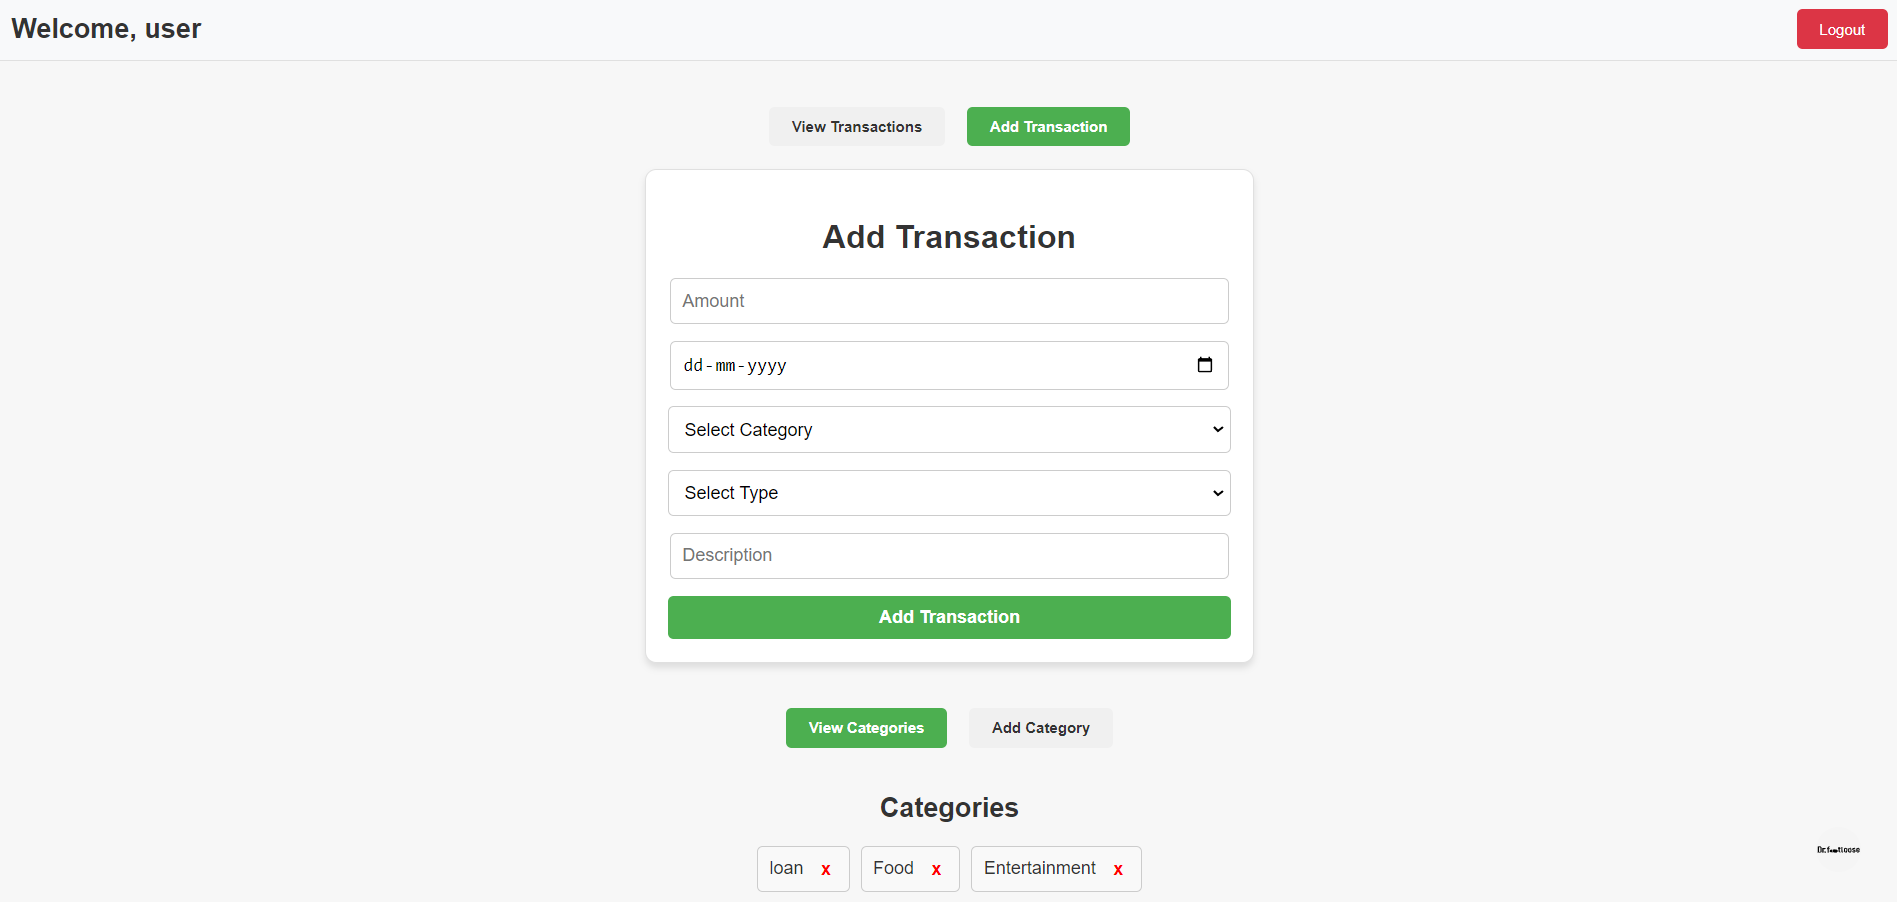 Welcome, user
Logout
View Transactions
Add Transaction
Add Transaction
Amount
dd-mm-yyyy
Select Category
Select Type
Description
Add Transaction
View Categories
Add Category
Categories
loan x
Food x
Entertainment x